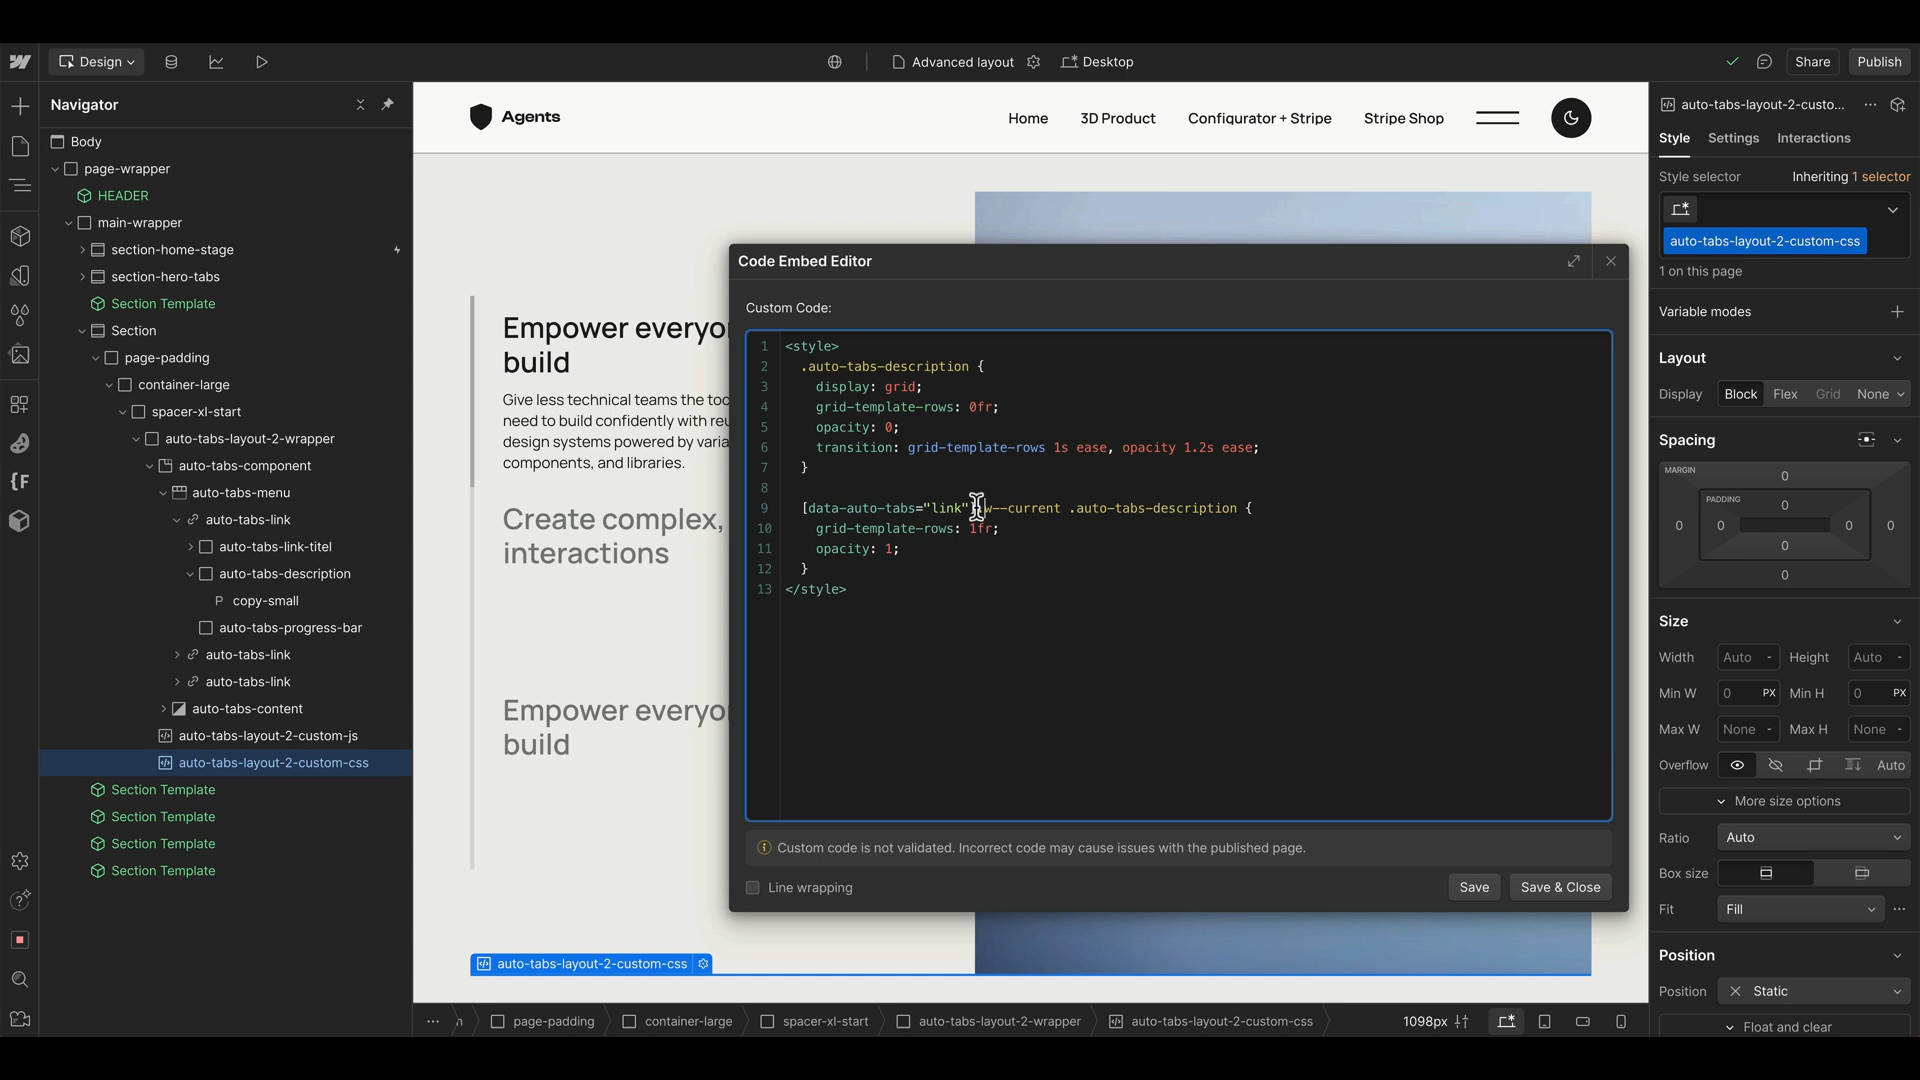 Design
Advanced layout
Desktop
Share
Publish
Navigator
Body
page-wrapper
HEADER
main-wrapper
section-home-stage
section-hero-tabs
Section Template
Section
page-padding
container-large
spacer-xl-start
auto-tabs-layout-2-wrapper
auto-tabs-component
auto-tabs-menu
auto-tabs-link
auto-tabs-link-titel
auto-tabs-description
copy-small
auto-tabs-progress-bar
auto-tabs-link
auto-tabs-link
auto-tabs-content
auto-tabs-layout-2-custom-js
auto-tabs-layout-2-custom-css
Section Template
Section Template
Section Template
Section Template
Agents
Home
3D Product
Configurator + Stripe
Stripe Shop
Empower everyo
build
Give less technical teams the too
need to build confidently with reu
design systems powered by varia
components, and libraries.
Create complex,
interactions
Empower everyo
build
Code Embed Editor
Custom Code:
1 <style>
2 .auto-tabs-description {
3 display: grid;
4 grid-template-rows: 0fr;
5 opacity: 0;
6 transition: grid-template-rows 1s ease, opacity 1.2s ease;
7 }
8
9 [data-auto-tabs="link" w--current .auto-tabs-description {
10 grid-template-rows: 1fr;
11 opacity: 1;
12 }
13 </style>
Custom code is not validated. Incorrect code may cause issues with the published page.
Line wrapping
Save
Save & Close
auto-tabs-layout-2-custom-css
page-padding
container-large
spacer-xl-start
auto-tabs-layout-2-wrapper
auto-tabs-layout-2-custom-css
1098px
auto-tabs-layout-2-custo...
Style
Settings
Interactions
Style selector
Inheriting 1 selector
auto-tabs-layout-2-custom-css
1 on this page
Variable modes
Layout
Display
Block
Flex
Grid
None
Spacing
MARGIN
0
PADDING
0
0 0 0 0
0
0
Size
Width Auto -
Height Auto -
Min W 0 PX
Min H 0 PX
Max W None -
Max H None -
Overflow
Auto
More size options
Ratio
Auto
Box size
Fit
Fill
Position
Position
Static
Float and clear